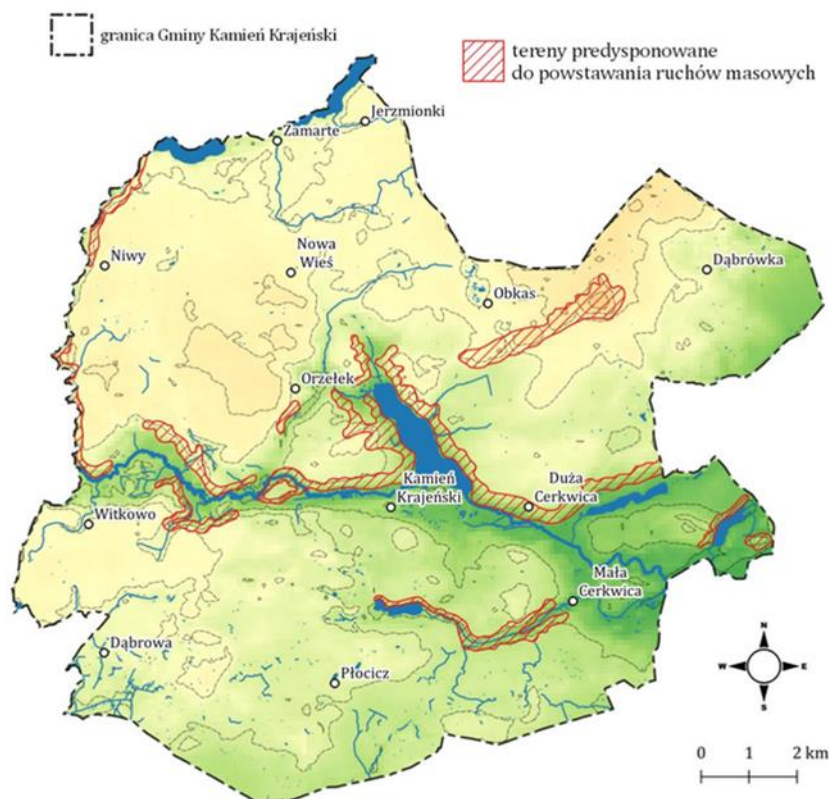 granica Gminy Kamień Krajeński
tereny predysponowane
do powstawania ruchów masowych
Jerzmionki
Zamarte
Niwy
Nowa
Wieś
Dąbrówka
Obkas
Orzełek
Kamień
Krajeński
Duża
Cerkwica
Witkowo
Mała
Cerkwica
Dąbrowa
Płocicz
N
W
E
S
0 1 2 km